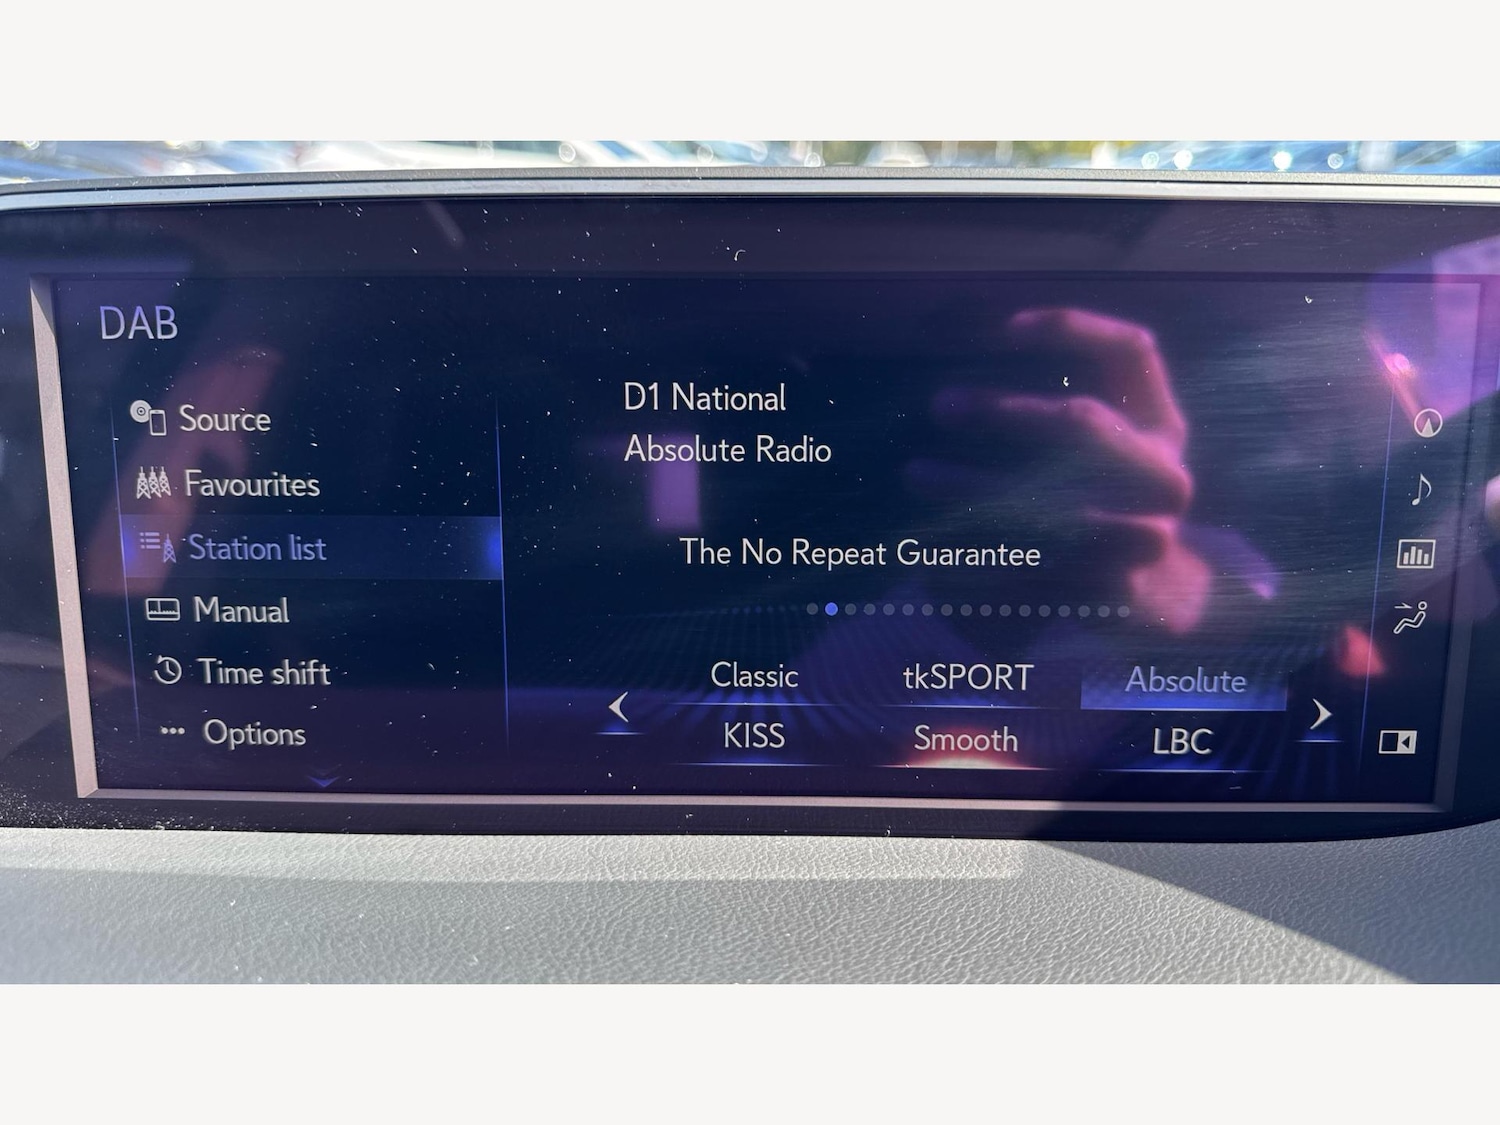 DAB
Source
Favourites
Station list
Manual
Time shift
Options
D1 National
Absolute Radio
The No Repeat Guarantee
Classic
tkSPORT
Absolute
KISS
Smooth
LBC